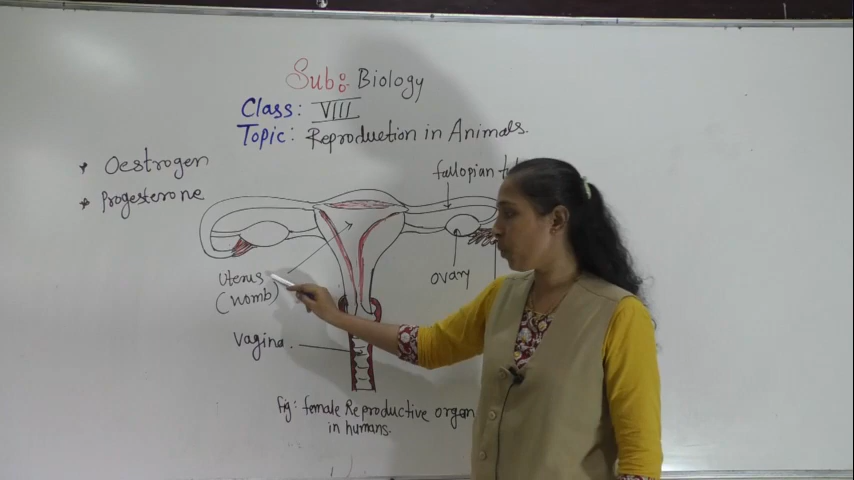 Sub: Biology
Class: VIII
Topic: Reproduction in Animals.
* Oestrogen
* Progesterone
fallopian
Uterus
(womb)
ovary
Vagina.
Fig: female Reproductive organ
in humans.